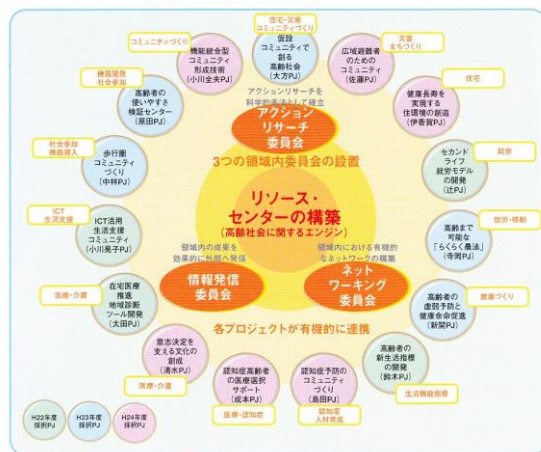 住宅・災害
コミュニティづくり
仮設
コミュニティで
創る
高齢社会
(大方PJ)
災害
まちづくり
広域避難者
のための
コミュニティ
(佐藤PJ)
住宅
健康長寿を
実現する
住環境の創造
(伊香賀PJ)
就労
セカンド
ライフ
就労モデル
の開発
(辻PJ)
就労・移動
高齢まで
可能な
「らくらく農法」
(寺岡PJ)
健康づくり
高齢者の
虚弱予防と
健康余命促進
(新開PJ)
生活機能指標
高齢者の
新生活指標
の開発
(鈴木PJ)
認知症
人材育成
認知症予防の
コミュニティ
づくり
(島田PJ)
医療・認知症
認知症高齢者
の医療選択
サポート
(成本PJ)
医療・介護
意志決定を
支える文化の
創成
(清水PJ)
医療・介護
在宅医療
推進
地域診断
ツール開発
(太田PJ)
ICT
生活支援
ICT活用
生活支援
コミュニティ
(小川晃子PJ)
社会参加
機器導入
歩行圏
コミュニティ
づくり
(中林PJ)
機器開発
社会参加
高齢者の
使いやすさ
検証センター
(原田PJ)
コミュニティづくり
機能統合型
コミュニティ
形成技術
(小川全夫PJ)
アクションリサーチを
科学的手法として確立
アクション
リサーチ
委員会
3つの領域内委員会の設置
リソース・
センターの構築
(高齢社会に関するエンジン)
領域内の成果を
効果的に外部へ発信
情報発信
委員会
領域内における有機的
なネットワークの構築
ネット
ワーキング
委員会
各プロジェクトが有機的に連携
H22年度
採択PJ
H23年度
採択PJ
H24年度
採択PJ